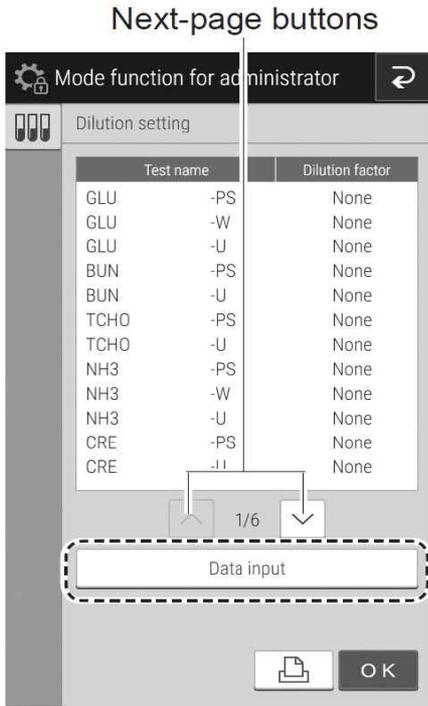 Next-page buttons
Mode function for administrator
Dilution setting
Test name Dilution factor
GLU -PS None
GLU -W None
GLU -U None
BUN -PS None
BUN -U None
TCHO -PS None
TCHO -U None
NH3 -PS None
NH3 -W None
NH3 -U None
CRE -PS None
CRE -U None
1/6
Data input
OK